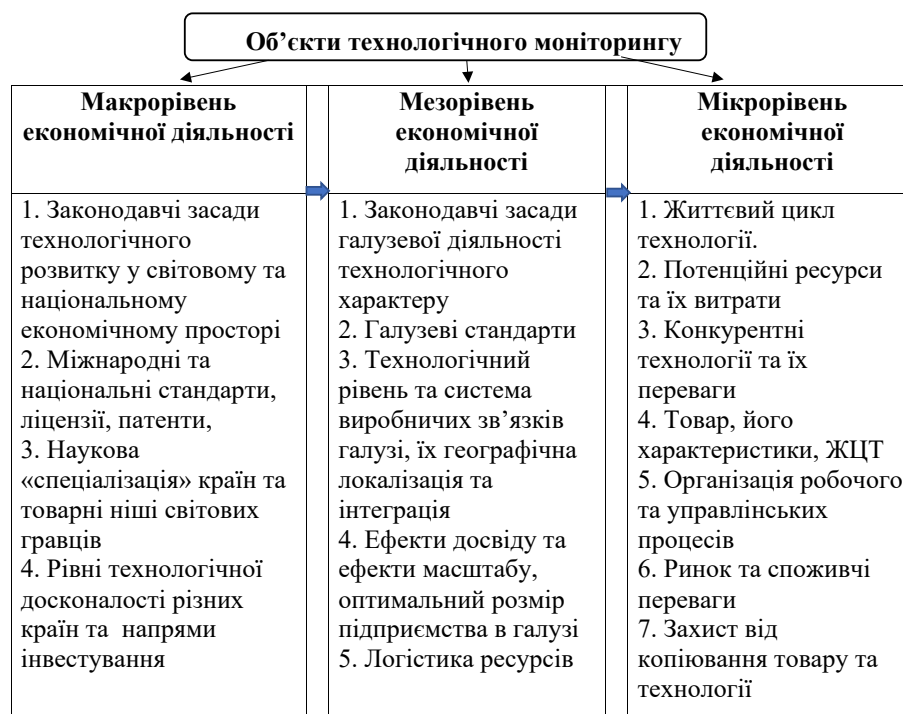 Об’єкти технологічного моніторингу
Макрорівень
економічної діяльності
Мезорівень
економічної
діяльності
Мікрорівень
економічної
діяльності
1. Законодавчі засади
технологічного
розвитку у світовому та
національному
економічному просторі
2. Міжнародні та
національні стандарти,
ліцензії, патенти,
3. Наукова
«спеціалізація» країн та
товарні ніші світових
гравців
4. Рівні технологічної
досконалості різних
країн та напрями
інвестування
1. Законодавчі засади
галузевої діяльності
технологічного
характеру
2. Галузеві стандарти
3. Технологічний
рівень та система
виробничих зв’язків
галузі, їх географічна
локалізація та
інтеграція
4. Ефекти досвіду та
ефекти масштабу,
оптимальний розмір
підприємства в галузі
5. Логістика ресурсів
1. Життєвий цикл
технології.
2. Потенційні ресурси
та їх витрати
3. Конкурентні
технології та їх
переваги
4. Товар, його
характеристики, ЖЦТ
5. Організація робочого
та управлінських
процесів
6. Ринок та споживчі
переваги
7. Захист від
копіювання товару та
технології